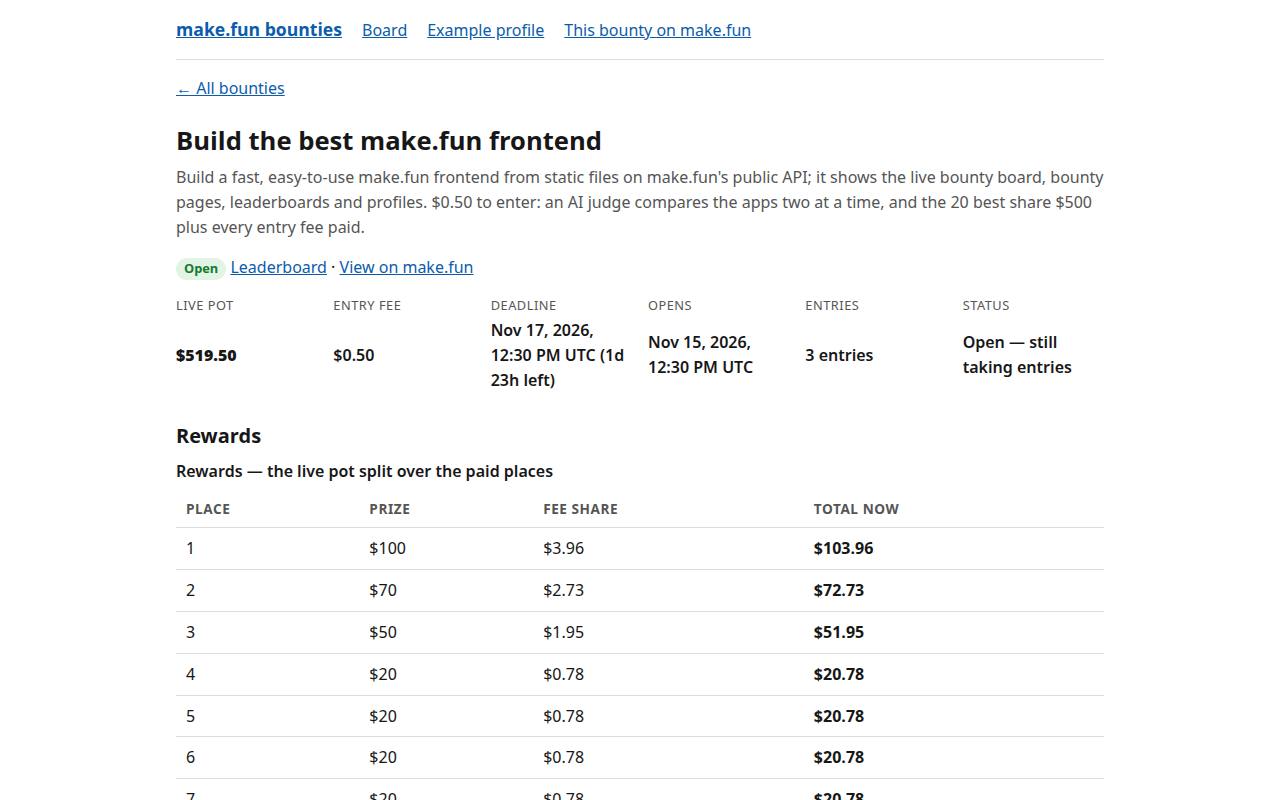 make.fun bounties Board Example profile This bounty on make.fun
← All bounties
Build the best make.fun frontend
Build a fast, easy-to-use make.fun frontend from static files on make.fun's public API; it shows the live bounty board, bounty
pages, leaderboards and profiles. $0.50 to enter: an AI judge compares the apps two at a time, and the 20 best share $500
plus every entry fee paid.
Open Leaderboard · View on make.fun
LIVE POT ENTRY FEE DEADLINE OPENS ENTRIES STATUS
$519.50 $0.50 Nov 17, 2026, 12:30 PM UTC (1d 23h left) Nov 15, 2026, 12:30 PM UTC 3 entries Open — still taking entries
Rewards
Rewards — the live pot split over the paid places
PLACE PRIZE FEE SHARE TOTAL NOW
1 $100 $3.96 $103.96
2 $70 $2.73 $72.73
3 $50 $1.95 $51.95
4 $20 $0.78 $20.78
5 $20 $0.78 $20.78
6 $20 $0.78 $20.78
7 $20 $0.78 $20.78